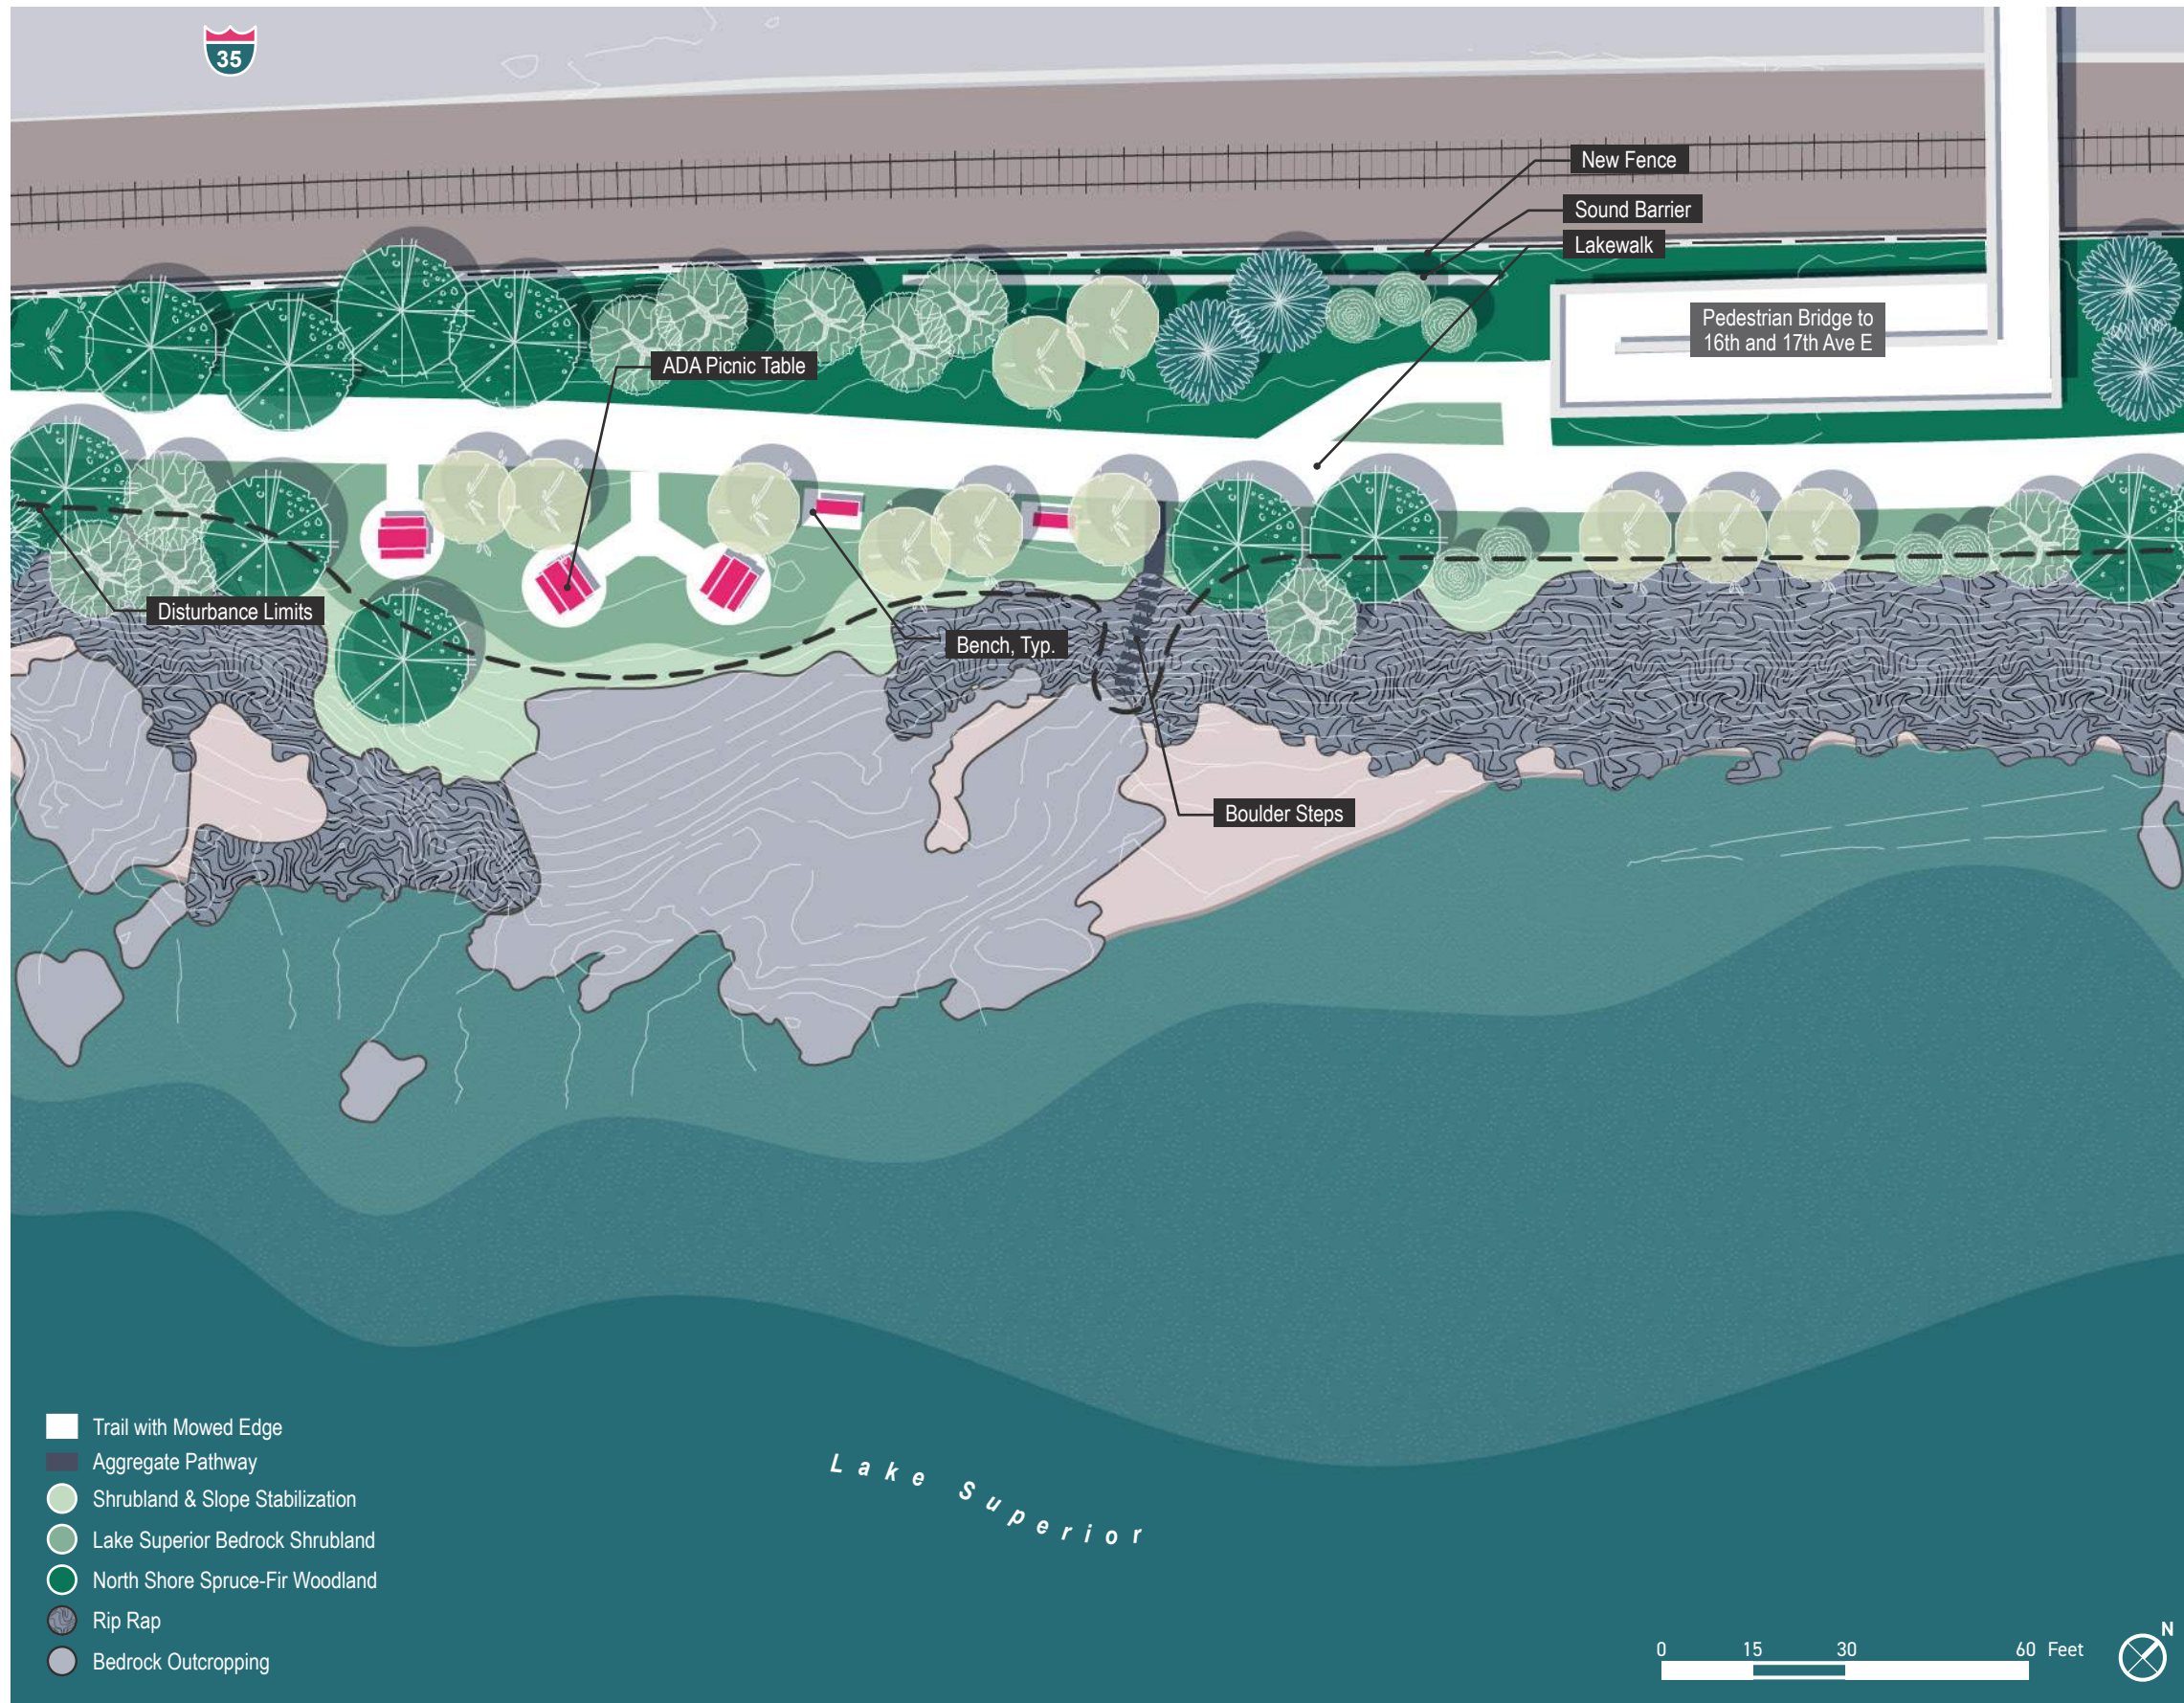 35
New Fence
Sound Barrier
Lakewalk
Pedestrian Bridge to
16th and 17th Ave E
ADA Picnic Table
Disturbance Limits
Bench, Typ.
Boulder Steps
Trail with Mowed Edge
Aggregate Pathway
Shrubland & Slope Stabilization
Lake Superior Bedrock Shrubland
North Shore Spruce-Fir Woodland
Rip Rap
Bedrock Outcropping
Lake Superior
0 15 30 60 Feet
N